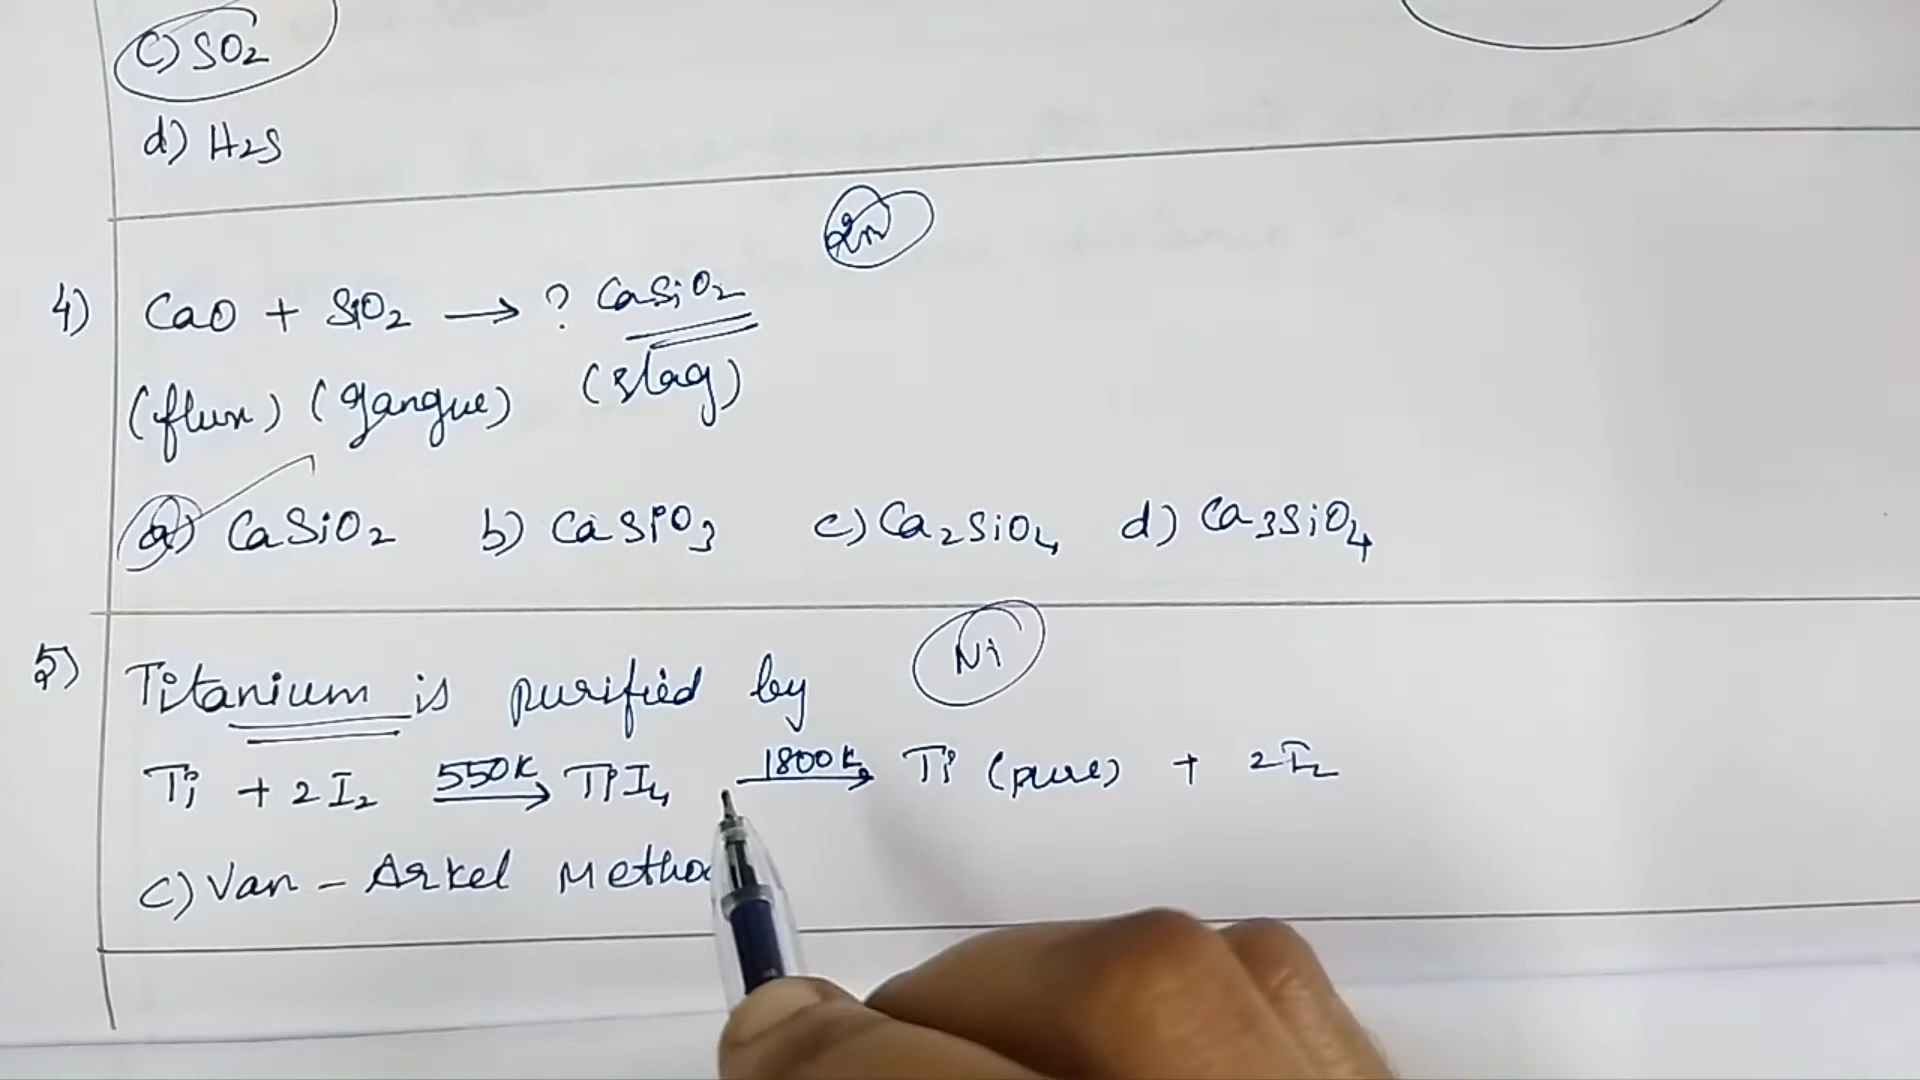 c) SO2
d) H2S
Zn
4) CaO + SiO2 → ? CaSiO2
(flux) (gangue) (slag)
a) CaSiO2 b) CaSiO3 c) Ca2SiO4 d) Ca3SiO4
5) Titanium is purified by Ni
Ti + 2I2 550K→ TiI4 1800K→ Ti (pure) + 2I2
c) Van - Arkel Method